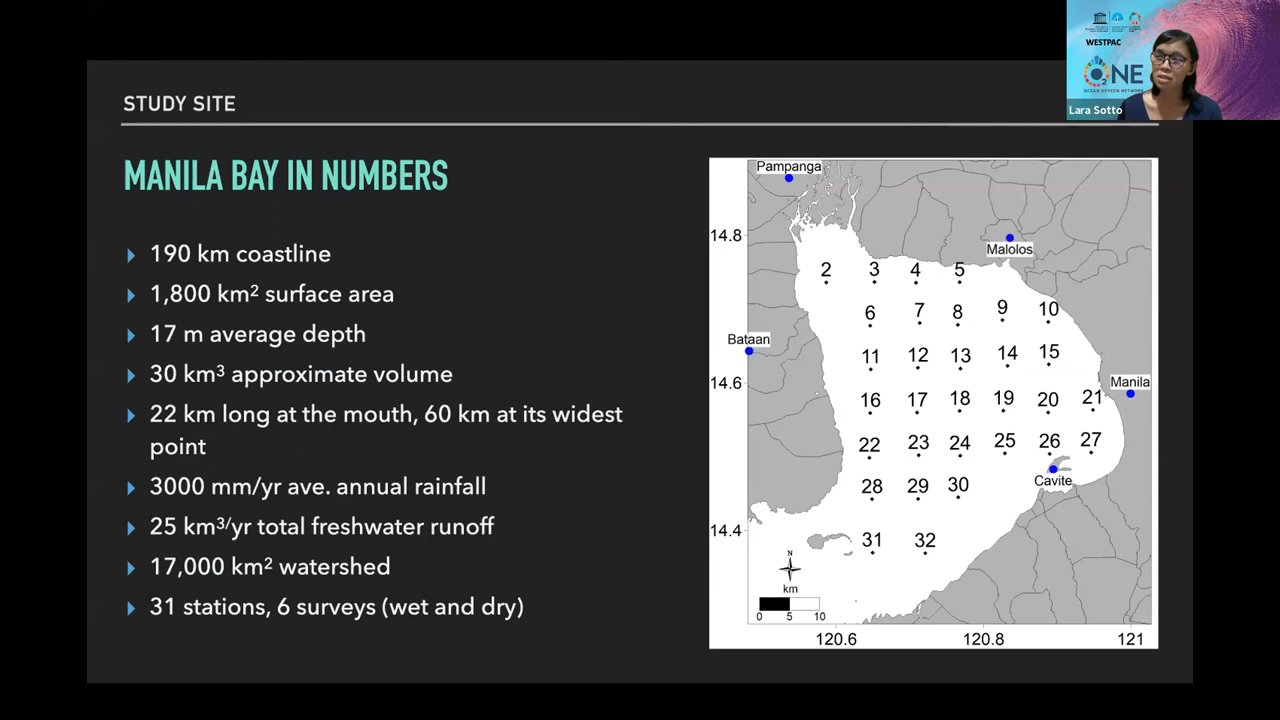 WESTPAC
O2NE
OCEAN OXYGEN NETWORK
Lara Sotto
STUDY SITE
MANILA BAY IN NUMBERS
190 km coastline
1,800 km² surface area
17 m average depth
30 km³ approximate volume
22 km long at the mouth, 60 km at its widest
point
3000 mm/yr ave. annual rainfall
25 km³/yr total freshwater runoff
17,000 km² watershed
31 stations, 6 surveys (wet and dry)
Pampanga
14.8
Malolos
2 3 4 5
6 7 8 9 10
Bataan
11 12 13 14 15
14.6
Manila
16 17 18 19 20 21
22 23 24 25 26 27
Cavite
28 29 30
14.4
31 32
N
km
0 5 10
120.6 120.8 121